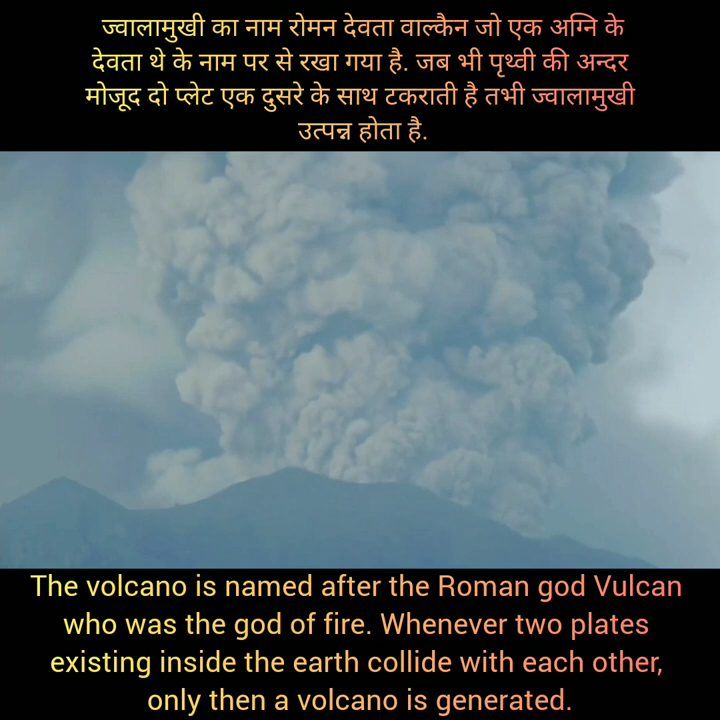 ज्वालामुखी का नाम रोमन देवता वाल्कैन जो एक अग्नि के
देवता थे के नाम पर से रखा गया है. जब भी पृथ्वी की अन्दर
मोजूद दो प्लेट एक दुसरे के साथ टकराती है तभी ज्वालामुखी
उत्पन्न होता है.
The volcano is named after the Roman god Vulcan
who was the god of fire. Whenever two plates
existing inside the earth collide with each other,
only then a volcano is generated.